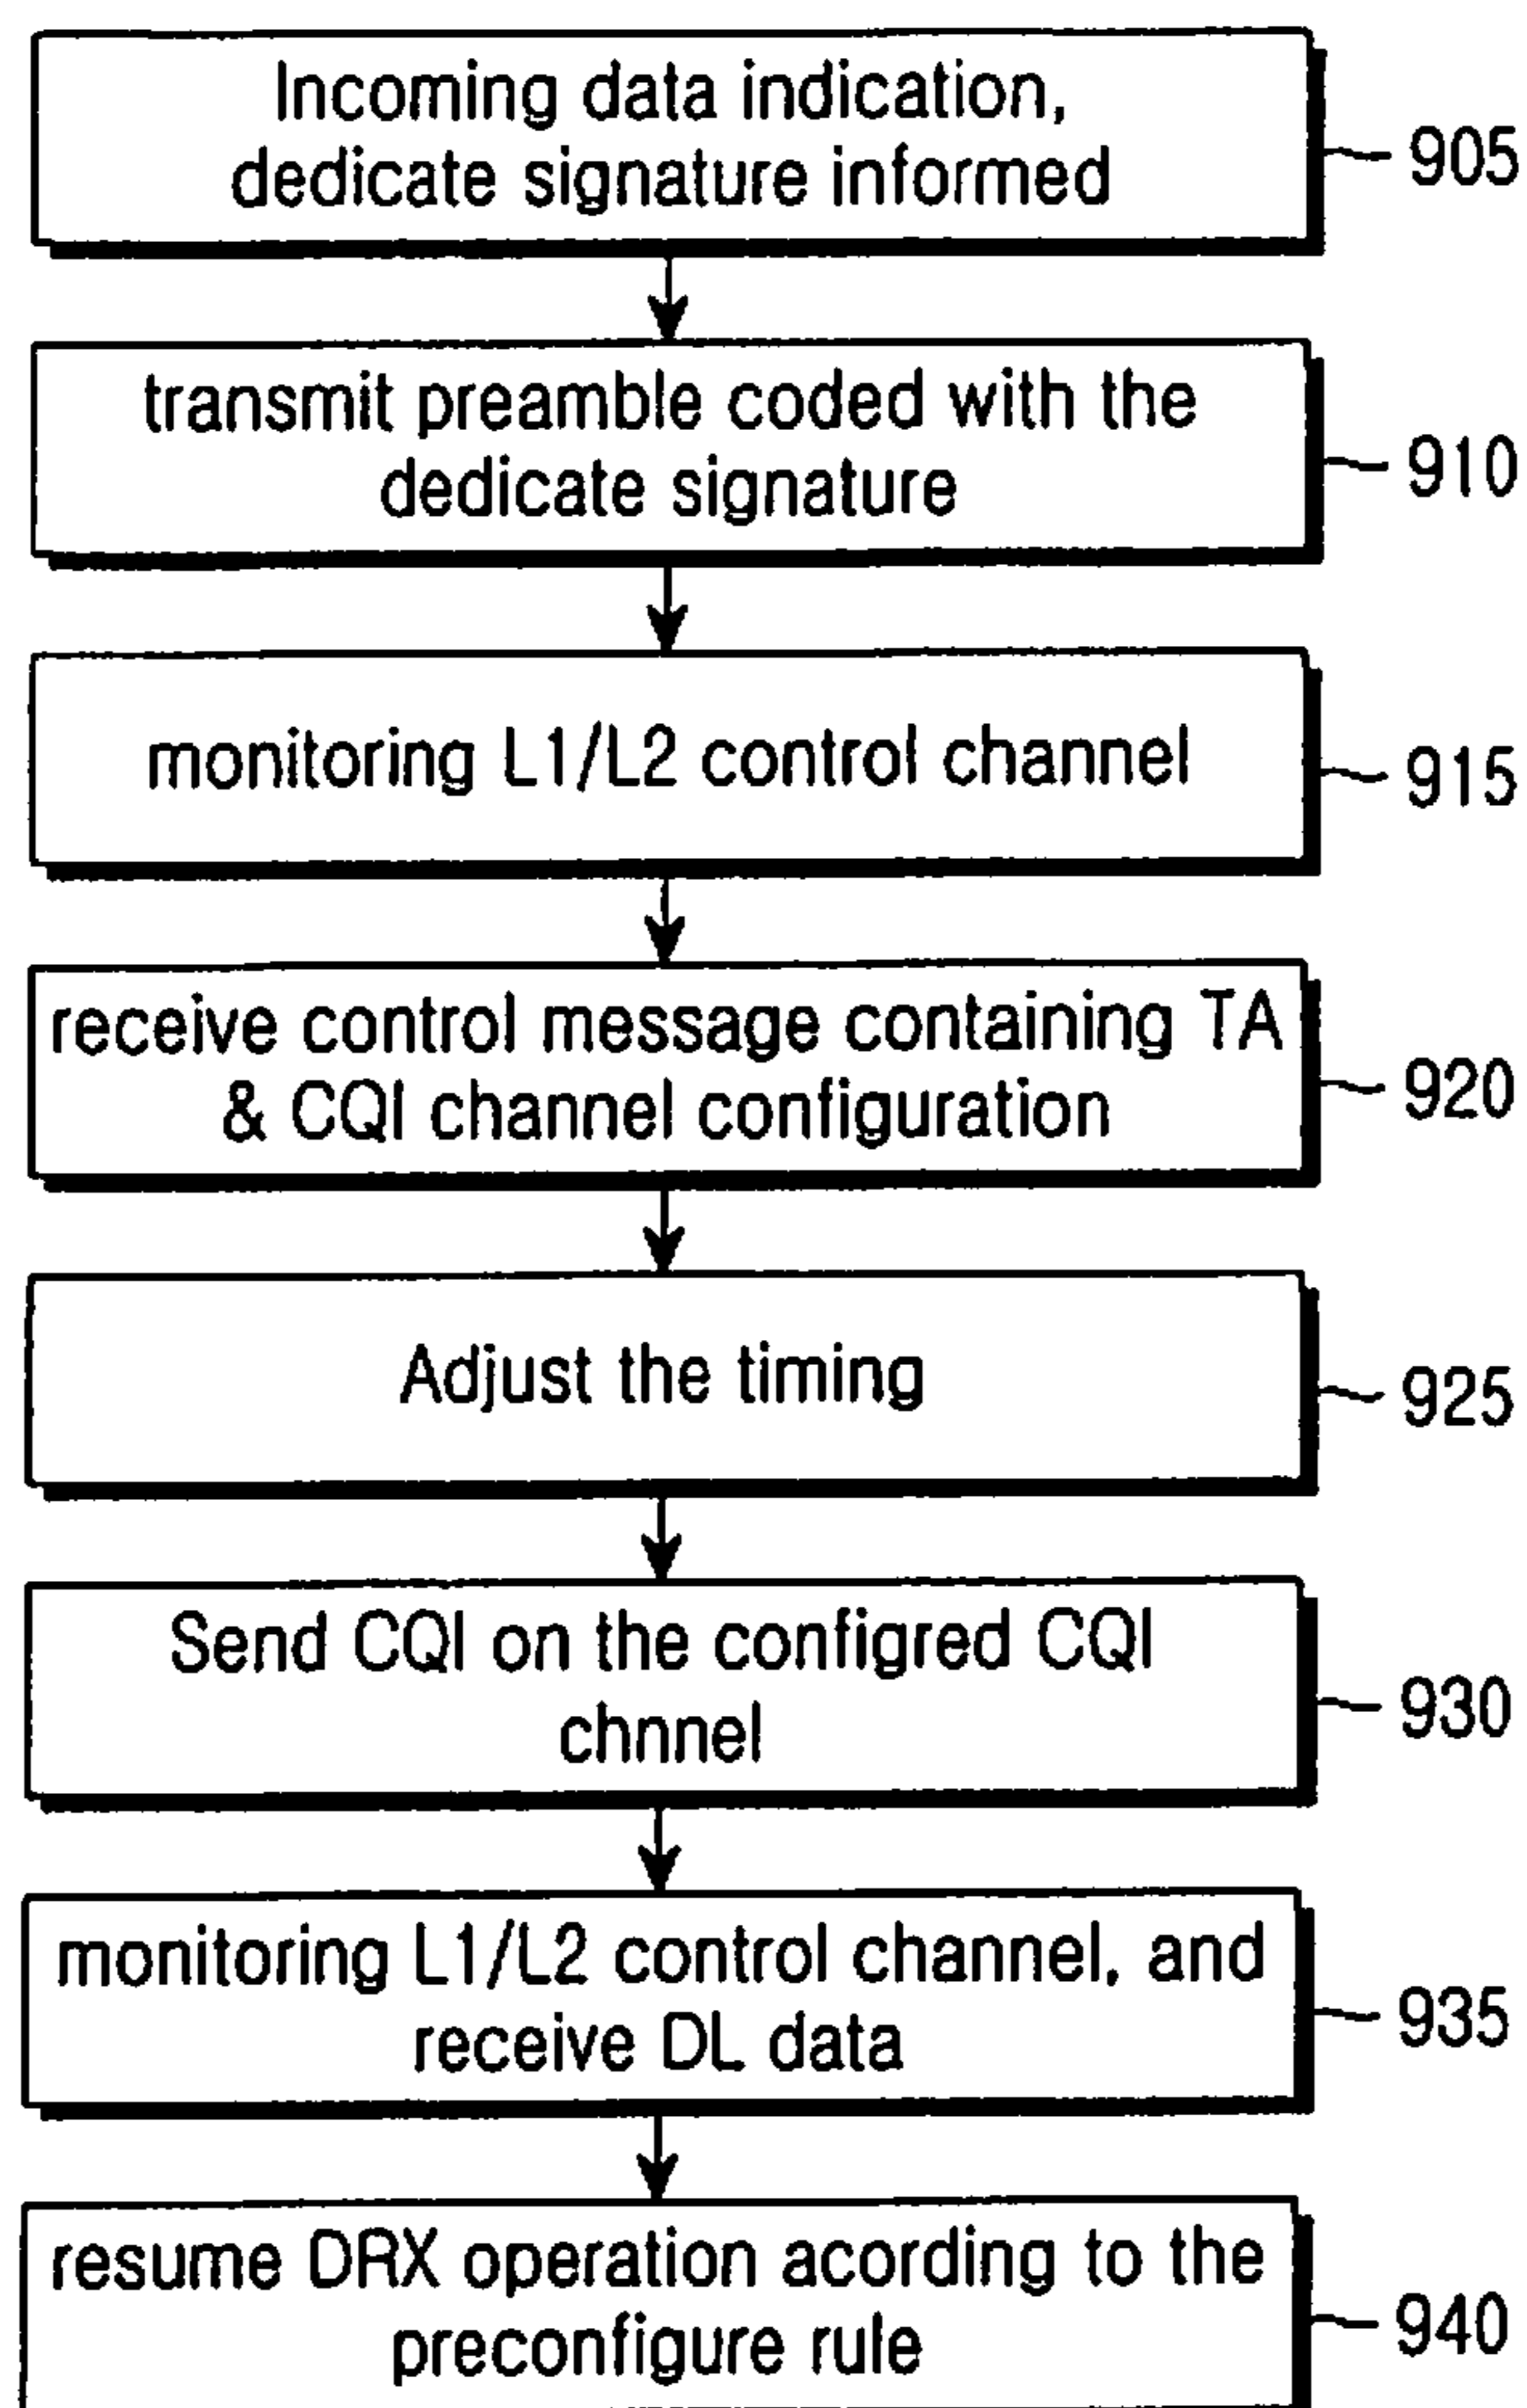 Incoming data indication,
dedicate signature informed
905
transmit preamble coded with the
dedicate signature
910
monitoring L1/L2 control channel
915
receive control message containing TA
& CQI channel configuration
920
Adjust the timing
925
Send CQI on the configred CQI
chnnel
930
monitoring L1/L2 control channel, and
receive DL data
935
resume DRX operation acording to the
preconfigure rule
940